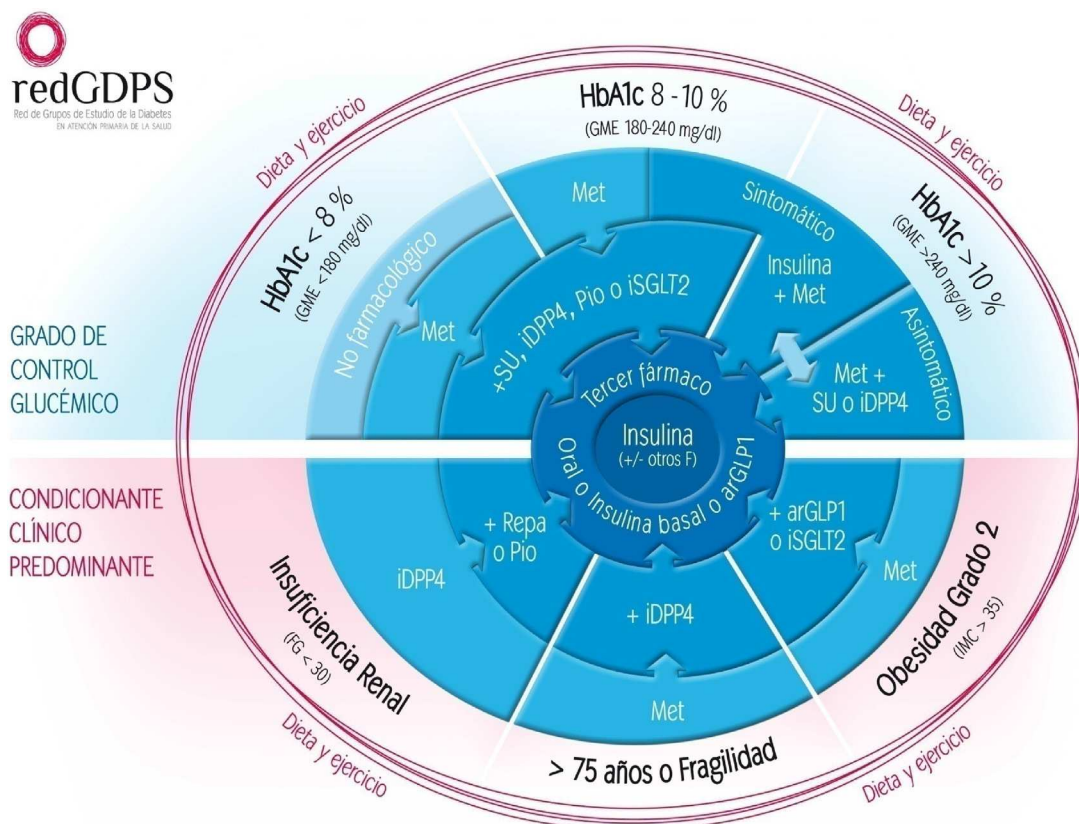 redGDPS
Red de Grupos de Estudio de la Diabetes
EN ATENCIÓN PRIMARIA DE LA SALUD
Dieta y ejercicio
HbA1c 8 - 10 %
(GME 180-240 mg/dl)
Dieta y ejercicio
HbA1c < 8 %
(GME <180 mg/dl)
HbA1c >10 %
(GME >240 mg/dl)
GRADO DE
CONTROL
GLUCÉMICO
No farmacológico
Met
Met
+SU, iDPP4, Pio o iSGLT2
Sintomático
Insulina
+ Met
Asintomático
Met +
SU o iDPP4
Tercer fármaco
Insulina
(+/- otros F)
Oral o Insulina basal o arGLP1
CONDICIONANTE
CLÍNICO
PREDOMINANTE
iDPP4
+ Repa
o Pio
Insuficiencia Renal
(FG < 30)
+ iDPP4
Met
> 75 años o Fragilidad
+ arGLP1
o iSGLT2
Met
Obesidad Grado 2
(IMC > 35)
Dieta y ejercicio
Dieta y ejercicio